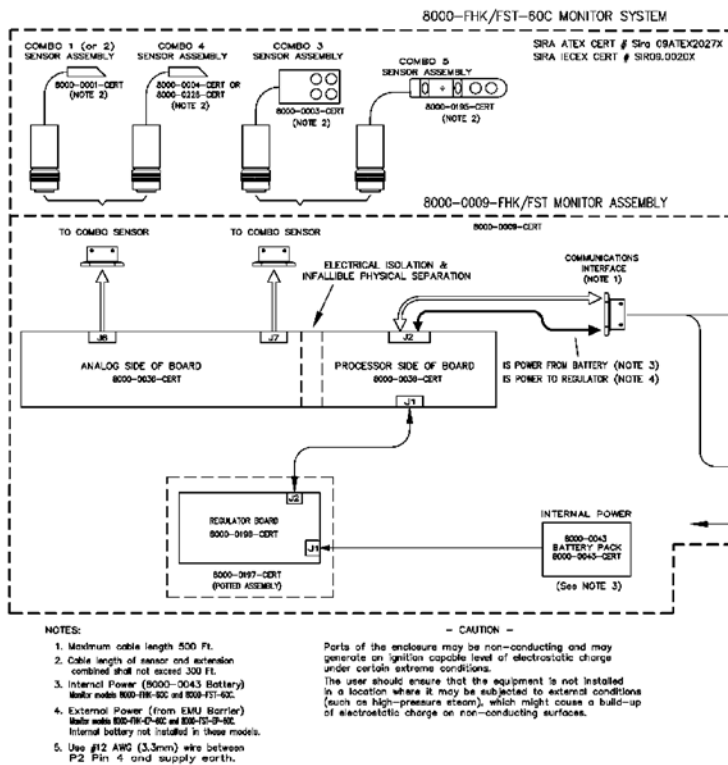 8000-FHK/FST-60C MONITOR SYSTEM
SIRA ATEX CERT # Sira 09ATEX2027X
SIRA IECEX CERT # SIR09.0020X
COMBO 1 (or 2)
SENSOR ASSEMBLY
8000-0001-CERT
(NOTE 2)
COMBO 4
SENSOR ASSEMBLY
8000-0004-CERT OR
8000-0225-CERT
(NOTE 2)
COMBO 3
SENSOR ASSEMBLY
8000-0003-CERT
(NOTE 2)
COMBO 5
SENSOR ASSEMBLY
8000-0195-CERT
(NOTE 2)
8000-0009-FHK/FST MONITOR ASSEMBLY
8000-0009-CERT
TO COMBO SENSOR
TO COMBO SENSOR
ELECTRICAL ISOLATION &
INFALLIBLE PHYSICAL SEPARATION
COMMUNICATIONS
INTERFACE
(NOTE 1)
J6
J7
J2
ANALOG SIDE OF BOARD
8000-0036-CERT
PROCESSOR SIDE OF BOARD
8000-0036-CERT
IS POWER FROM BATTERY (NOTE 3)
IS POWER TO REGULATOR (NOTE 4)
J1
J2
REGULATOR BOARD
8000-0198-CERT
J1
8000-0197-CERT
(POTTED ASSEMBLY)
INTERNAL POWER
8000-0043
BATTERY PACK
8000-0043-CERT
(See NOTE 3)
NOTES:
1. Maximum cable length 500 Ft.
2. Cable length of sensor and extension
combined shall not exceed 300 Ft.
3. Internal Power (8000-0043 Battery)
Monitor models 8000-FHK-60C and 8000-FST-60C.
4. External Power (from EMU Barrier)
Monitor models 8000-FHK-EP-60C and 8000-FST-EP-60C.
Internal battery not installed in these models.
5. Use #12 AWG (3.3mm) wire between
P2 Pin 4 and supply earth.
- CAUTION -
Parts of the enclosure may be non-conducting and may
generate an ignition capable level of electrostatic charge
under certain extreme conditions.
The user should ensure that the equipment is not installed
in a location where it may be subjected to external conditions
(such as high-pressure steam), which might cause a build-up
of electrostatic charge on non-conducting surfaces.